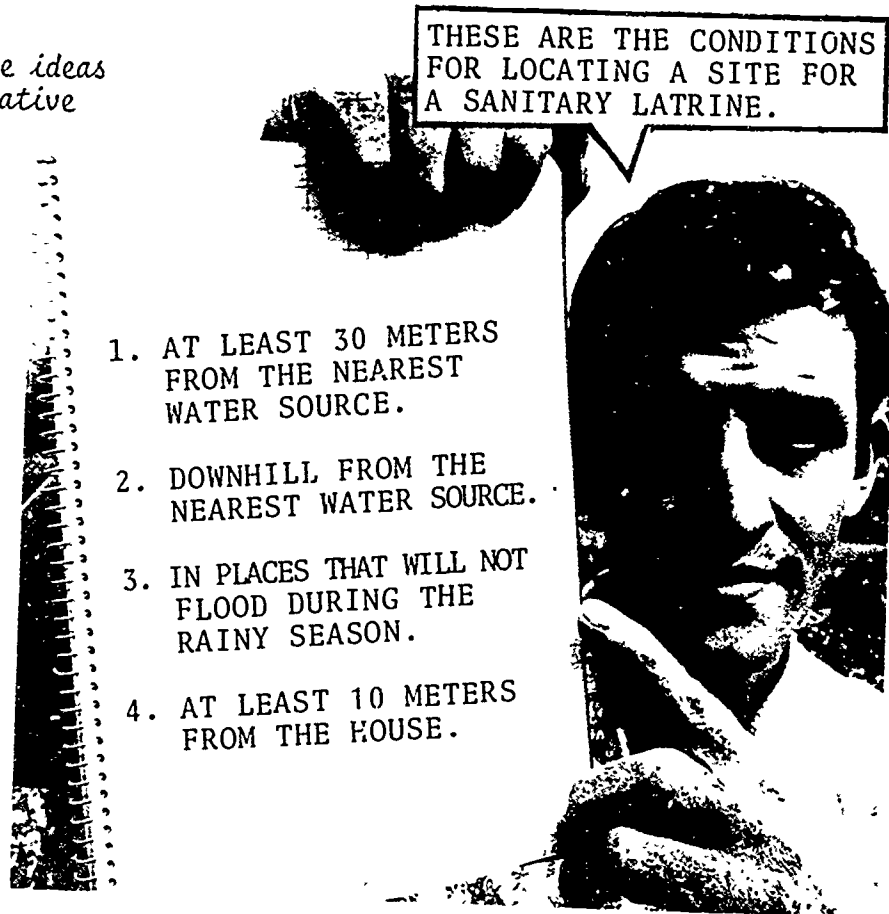 e ideas
ative
THESE ARE THE CONDITIONS
FOR LOCATING A SITE FOR
A SANITARY LATRINE.
1. AT LEAST 30 METERS
FROM THE NEAREST
WATER SOURCE.
2. DOWNHILL FROM THE
NEAREST WATER SOURCE.
3. IN PLACES THAT WILL NOT
FLOOD DURING THE
RAINY SEASON.
4. AT LEAST 10 METERS
FROM THE HOUSE.